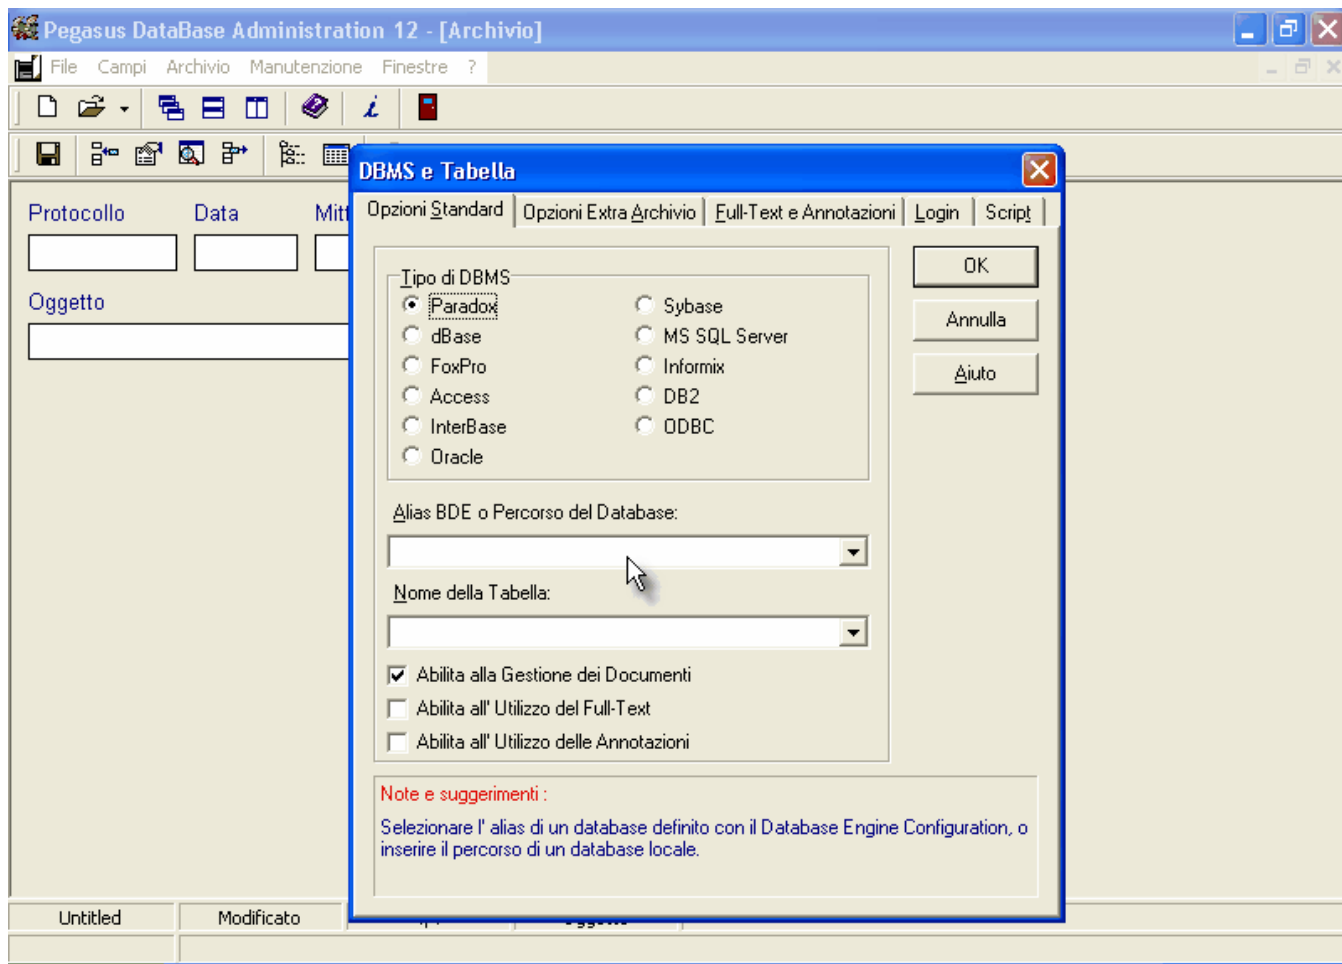 Pegasus DataBase Administration 12 - [Archivio]
File Campi Archivio Manutenzione Finestre ?
DBMS e Tabella
Opzioni Standard Opzioni Extra Archivio Full-Text e Annotazioni Login Script
Protocollo Data Mitt
Oggetto
Tipo di DBMS
Paradox Sybase
dBase MS SQL Server
FoxPro Informix
Access DB2
InterBase ODBC
Oracle
OK
Annulla
Aiuto
Alias BDE o Percorso del Database:
Nome della Tabella:
Abilita alla Gestione dei Documenti
Abilita all' Utilizzo del Full-Text
Abilita all' Utilizzo delle Annotazioni
Note e suggerimenti :
Selezionare l' alias di un database definito con il Database Engine Configuration, o
inserire il percorso di un database locale.
Untitled Modificato